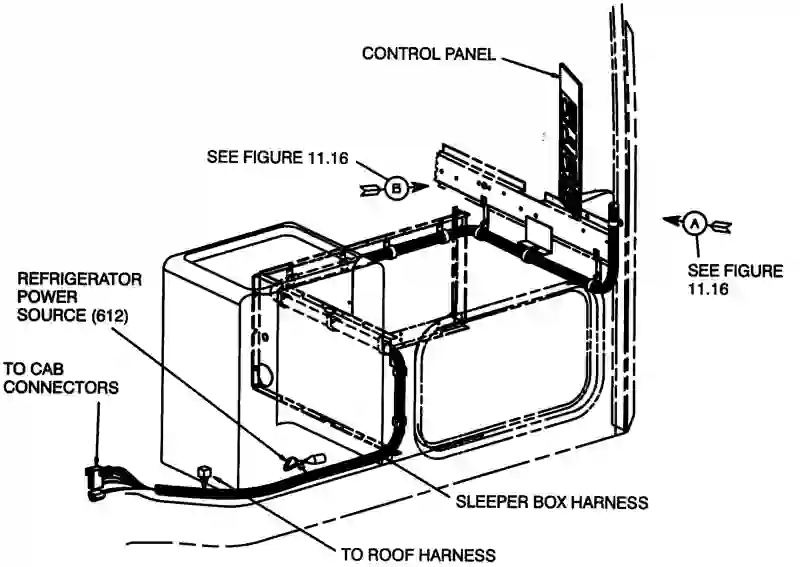 CONTROL PANEL
SEE FIGURE 11.16
B
A
SEE FIGURE
11.16
REFRIGERATOR
POWER
SOURCE (612)
TO CAB
CONNECTORS
SLEEPER BOX HARNESS
TO ROOF HARNESS